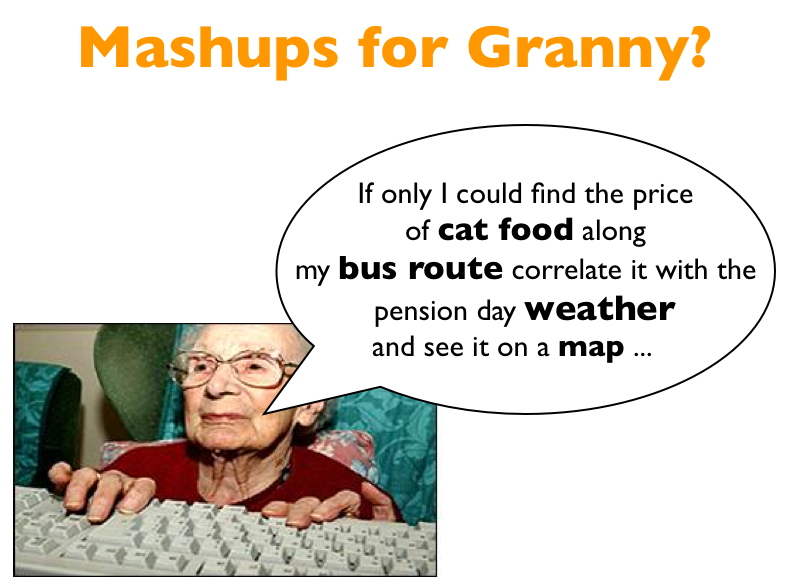 Mashups for Granny?
If only I could find the price
of cat food along
my bus route correlate it with the
pension day weather
and see it on a map ...